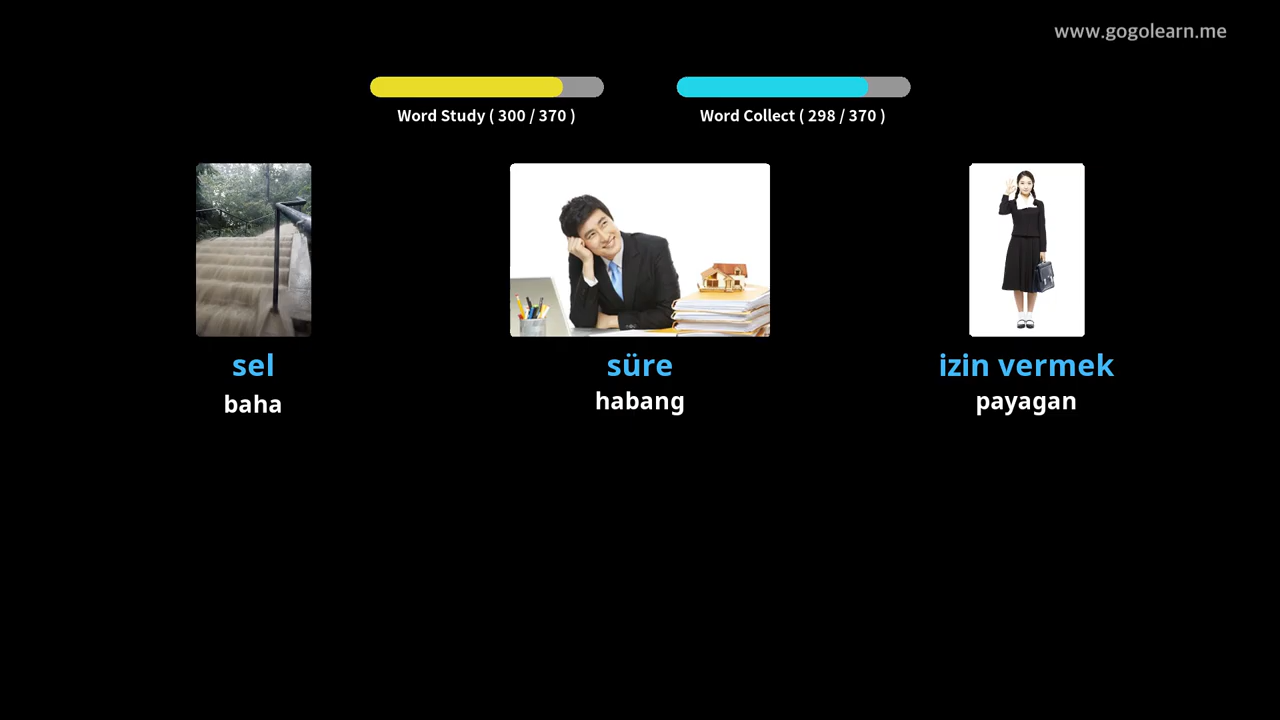 www.gogolearn.me
Word Study ( 300 / 370 )
Word Collect ( 298 / 370 )
sel
baha
süre
habang
izin vermek
payagan